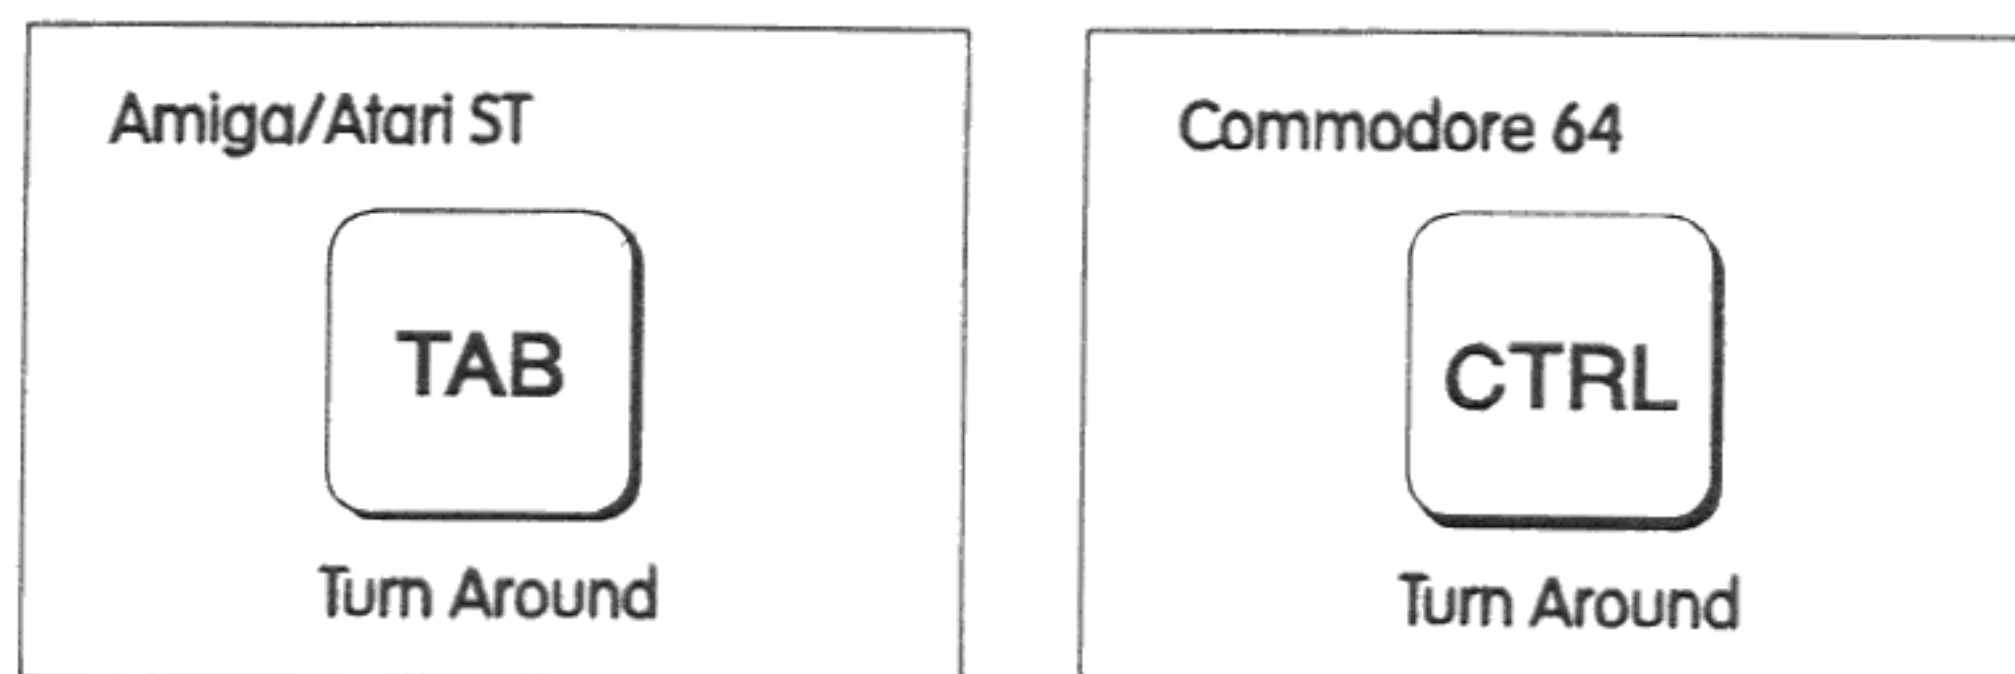 Amiga/Atari ST
TAB
Turn Around
Commodore 64
CTRL
Turn Around